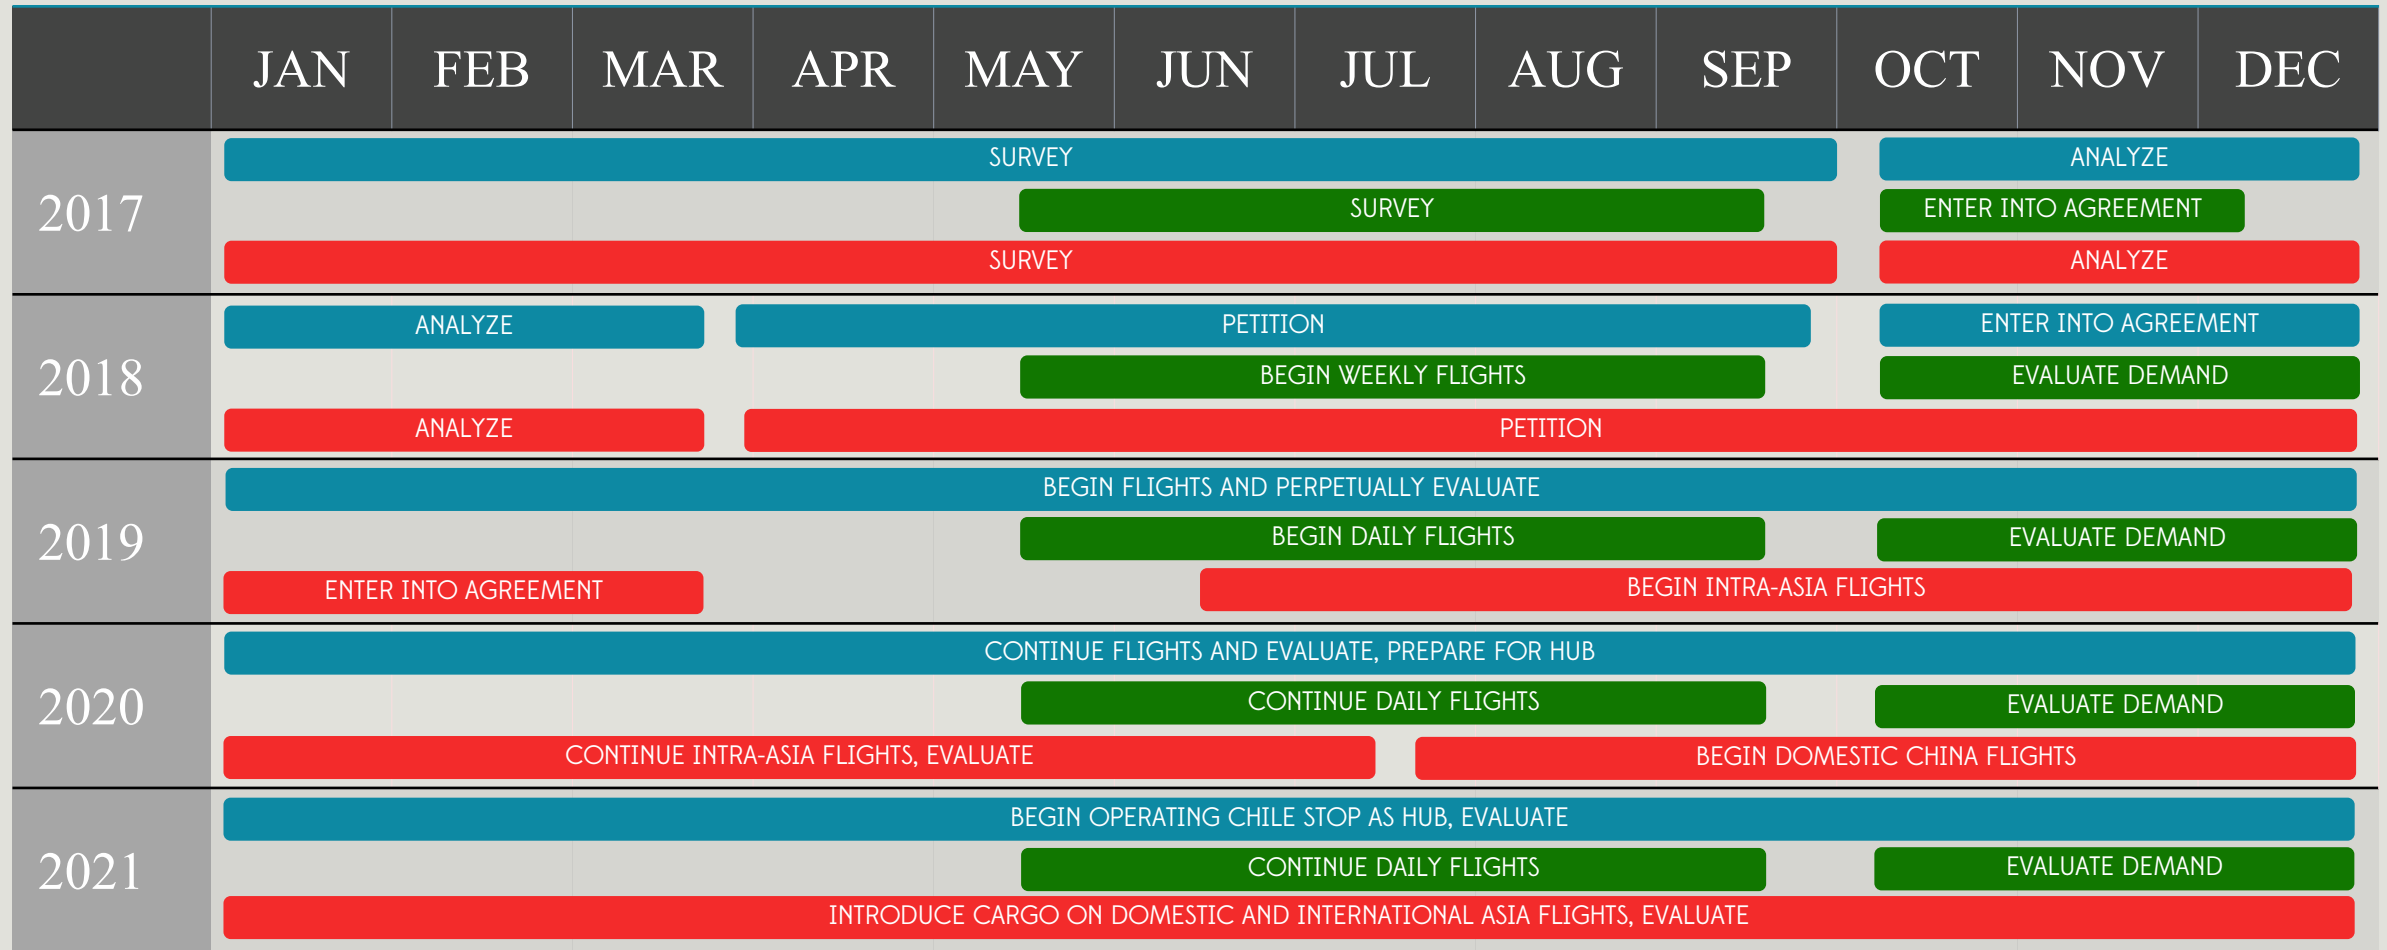 JAN FEB MAR APR MAY JUN JUL AUG SEP OCT NOV DEC
2017
SURVEY ANALYZE
SURVEY ENTER INTO AGREEMENT
SURVEY ANALYZE
2018
ANALYZE PETITION ENTER INTO AGREEMENT
BEGIN WEEKLY FLIGHTS EVALUATE DEMAND
ANALYZE PETITION
2019
BEGIN FLIGHTS AND PERPETUALLY EVALUATE
BEGIN DAILY FLIGHTS EVALUATE DEMAND
ENTER INTO AGREEMENT BEGIN INTRA-ASIA FLIGHTS
2020
CONTINUE FLIGHTS AND EVALUATE, PREPARE FOR HUB
CONTINUE DAILY FLIGHTS EVALUATE DEMAND
CONTINUE INTRA-ASIA FLIGHTS, EVALUATE BEGIN DOMESTIC CHINA FLIGHTS
2021
BEGIN OPERATING CHILE STOP AS HUB, EVALUATE
CONTINUE DAILY FLIGHTS EVALUATE DEMAND
INTRODUCE CARGO ON DOMESTIC AND INTERNATIONAL ASIA FLIGHTS, EVALUATE